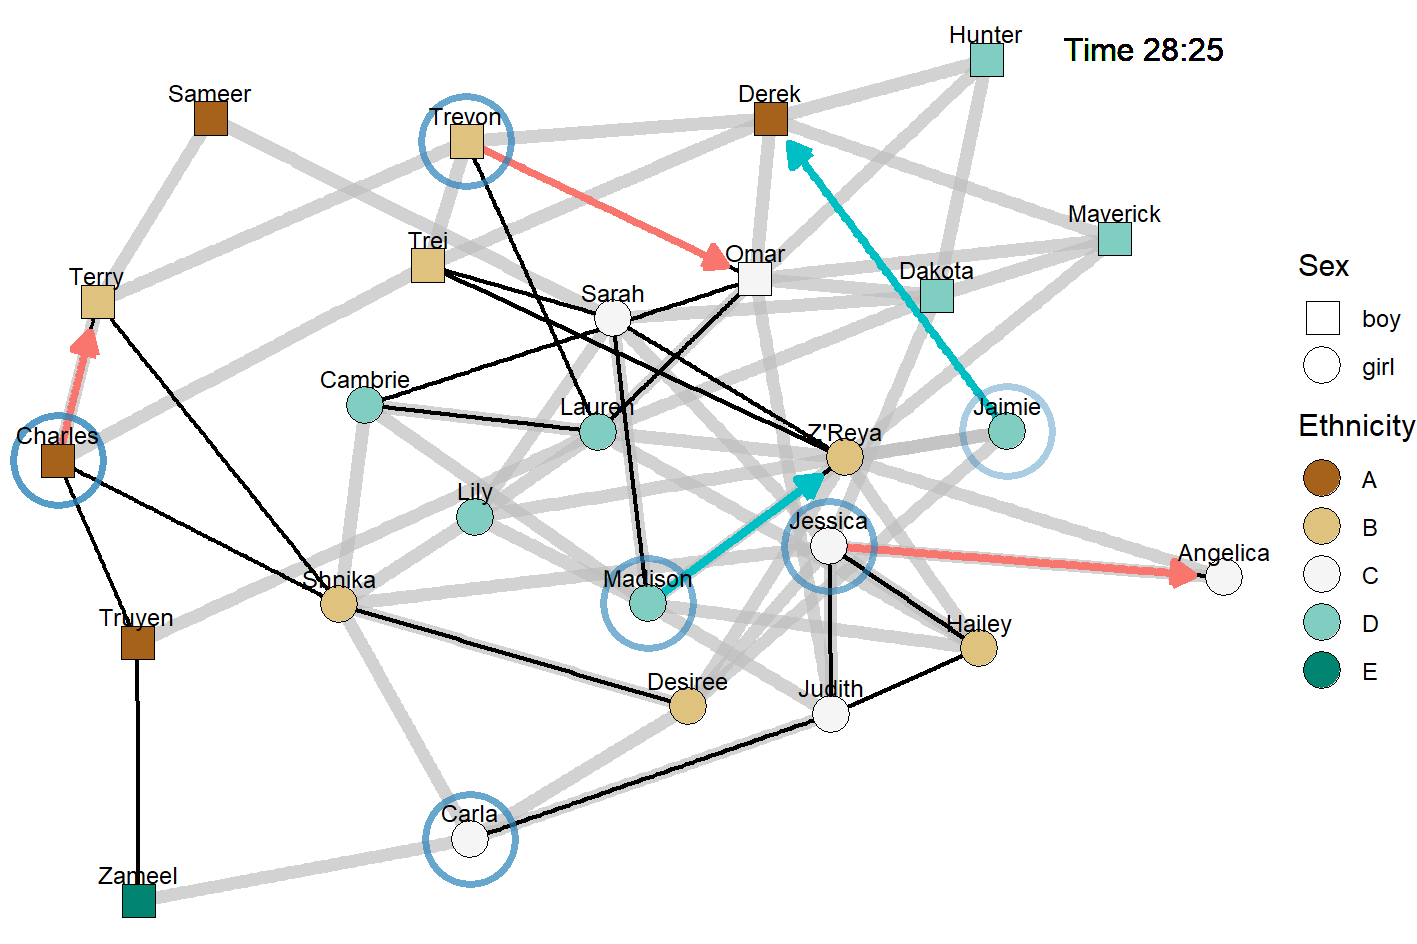 Hunter
Time 28:25
Sameer
Derek
Trevon
Maverick
Trei
Omar
Dakota
Terry
Sarah
Sex
boy
girl
Cambrie
Lauren
Jaimie
Charles
Z'Reya
Ethnicity
A
B
C
D
E
Lily
Jessica
Angelica
Shnika
Madison
Truyen
Hailey
Desiree
Judith
Carla
Zameel